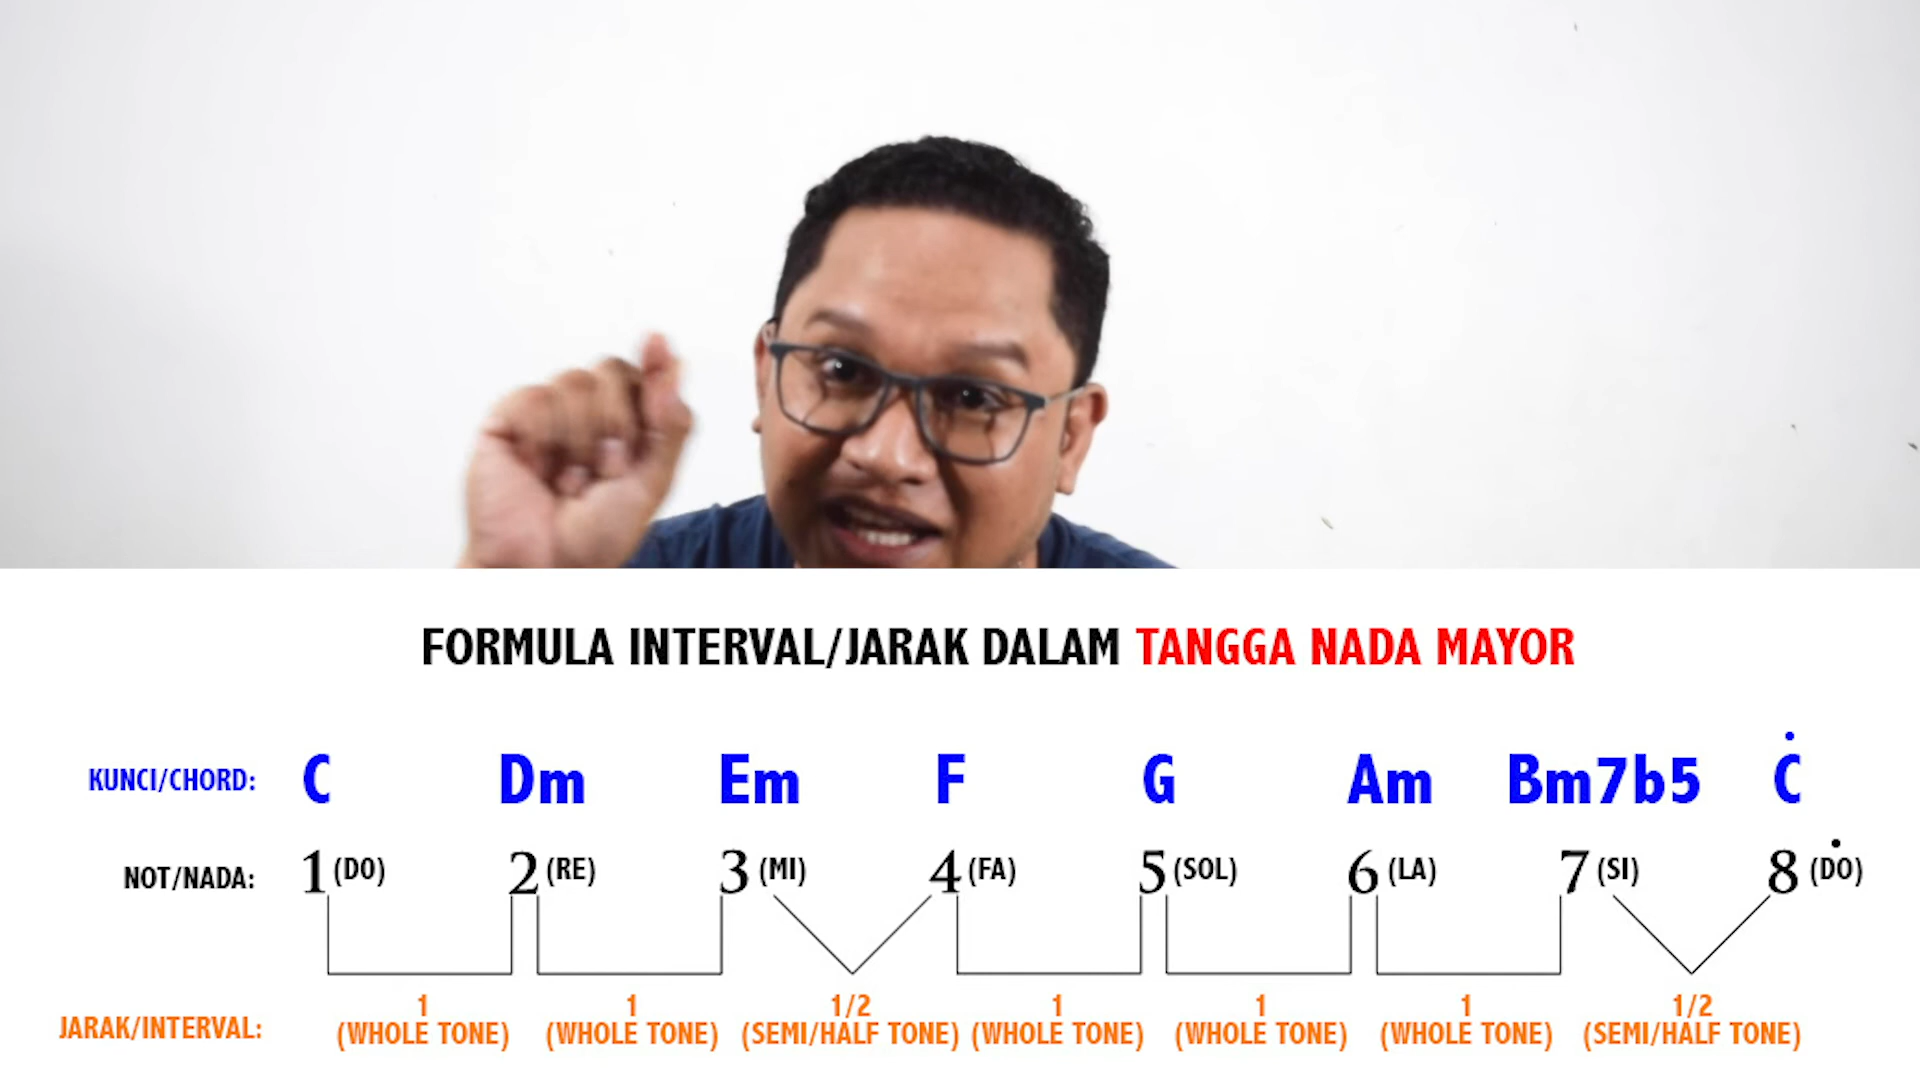 FORMULA INTERVAL/JARAK DALAM TANGGA NADA MAYOR
KUNCI/CHORD: C Dm Em F G Am Bm7b5 Ċ
NOT/NADA: 1 (DO) 2 (RE) 3 (MI) 4 (FA) 5 (SOL) 6 (LA) 7 (SI) 8 (DȮ)
1 1 1/2 1 1 1 1/2
JARAK/INTERVAL: (WHOLE TONE) (WHOLE TONE) (SEMI/HALF TONE) (WHOLE TONE) (WHOLE TONE) (WHOLE TONE) (SEMI/HALF TONE)